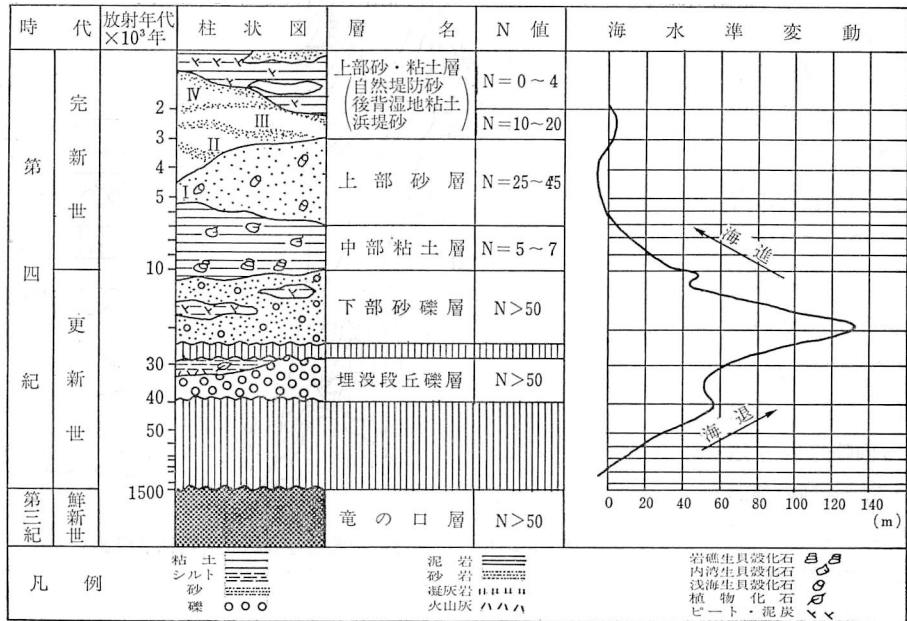 時代 放射年代 ×10³年 柱状図 層名 N値 海水準変動
第四紀
完新世
更新世
第三紀
鮮新世
2
3
4
5
10
30
40
50
1500
IV
III
II
I
上部砂・粘土層
(自然堤防砂
後背湿地粘土
浜堤砂)
N=0~4
N=10~20
上部砂層 N=25~45
中部粘土層 N=5~7
下部砂礫層 N>50
埋没段丘礫層 N>50
竜の口層 N>50
海進
海退
0 20 40 60 80 100 120 140
(m)
凡例
粘土
シルト
砂
礫
泥岩
砂岩
凝灰岩
火山灰
岩礁生貝殻化石
内湾生貝殻化石
浅海生貝殻化石
植物化石
ピート・泥炭